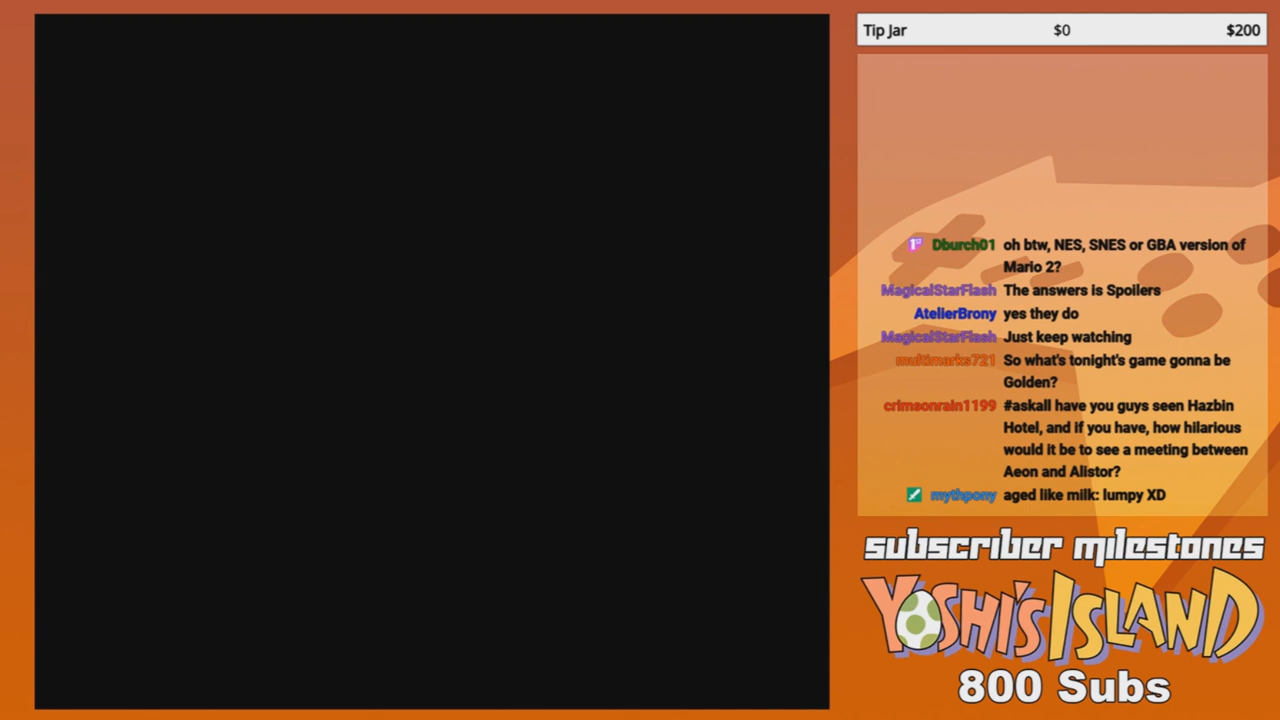 Tip Jar $0 $200
Dburch01 oh btw, NES, SNES or GBA version of
Mario 2?
MagicalStarFlash The answers is Spoilers
AtelierBrony yes they do
MagicalStarFlash Just keep watching
multimarks721 So what's tonight's game gonna be
Golden?
crimsonrain1199 #askall have you guys seen Hazbin
Hotel, and if you have, how hilarious
would it be to see a meeting between
Aeon and Alistor?
mythpony aged like milk: lumpy XD
subscriber milestones
YOSHI'S ISLAND
800 Subs